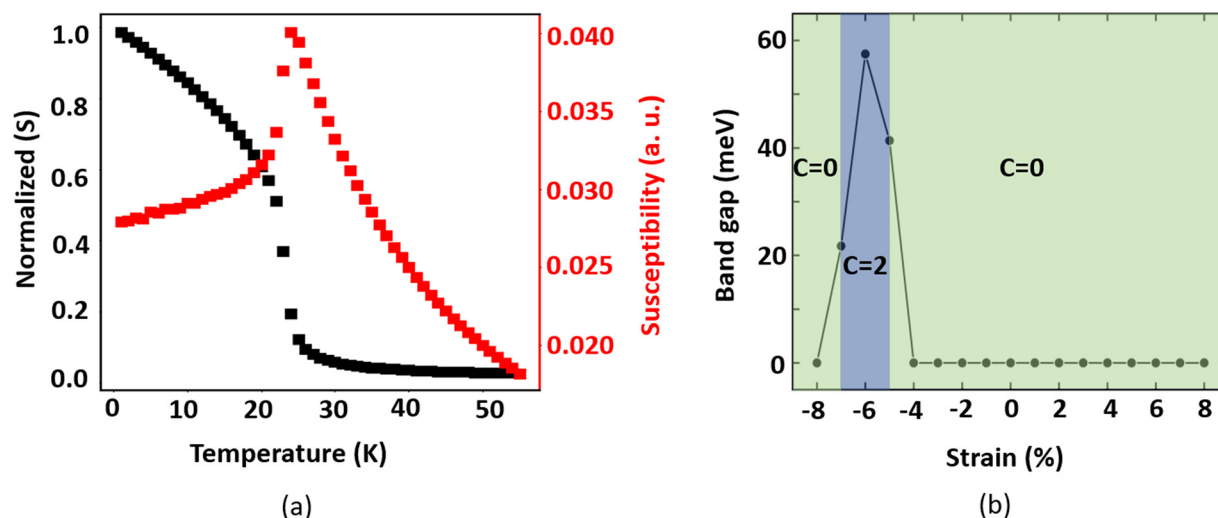 1.0
0.8
0.6
0.4
0.2
0.0
Normalized (S)
0 10 20 30 40 50
Temperature (K)
0.040
0.035
0.030
0.025
0.020
Susceptibility (a. u.)
(a)
60
40
20
0
Band gap (meV)
C=0
C=2
C=0
-8 -6 -4 -2 0 2 4 6 8
Strain (%)
(b)